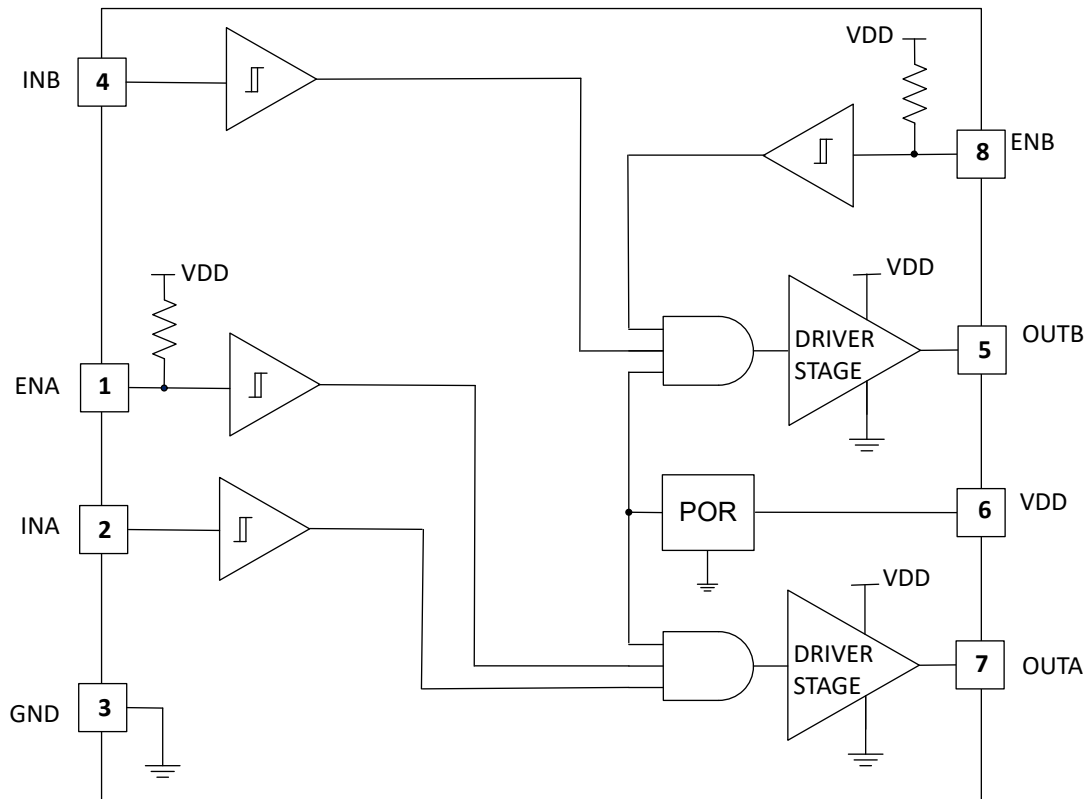 VDD
INB
4
8
ENB
VDD
VDD
ENA
1
DRIVER
STAGE
5
OUTB
INA
2
POR
6
VDD
VDD
GND
3
DRIVER
STAGE
7
OUTA